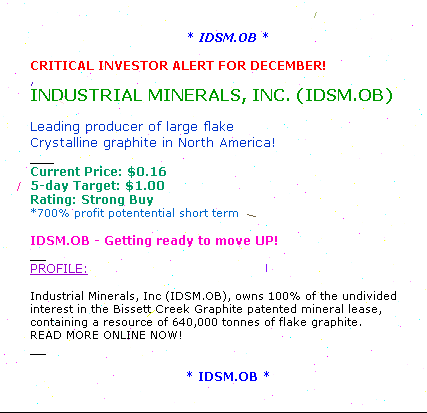 * IDSM.OB *
CRITICAL INVESTOR ALERT FOR DECEMBER!
INDUSTRIAL MINERALS, INC. (IDSM.OB)
Leading producer of large flake
Crystalline graphite in North America!
Current Price: $0.16
5-day Target: $1.00
Rating: Strong Buy
*700% profit potentential short term
IDSM.OB - Getting ready to move UP!
PROFILE:
Industrial Minerals, Inc (IDSM.OB), owns 100% of the undivided
interest in the Bissett Creek Graphite patented mineral lease,
containing a resource of 640,000 tonnes of flake graphite.
READ MORE ONLINE NOW!
* IDSM.OB *